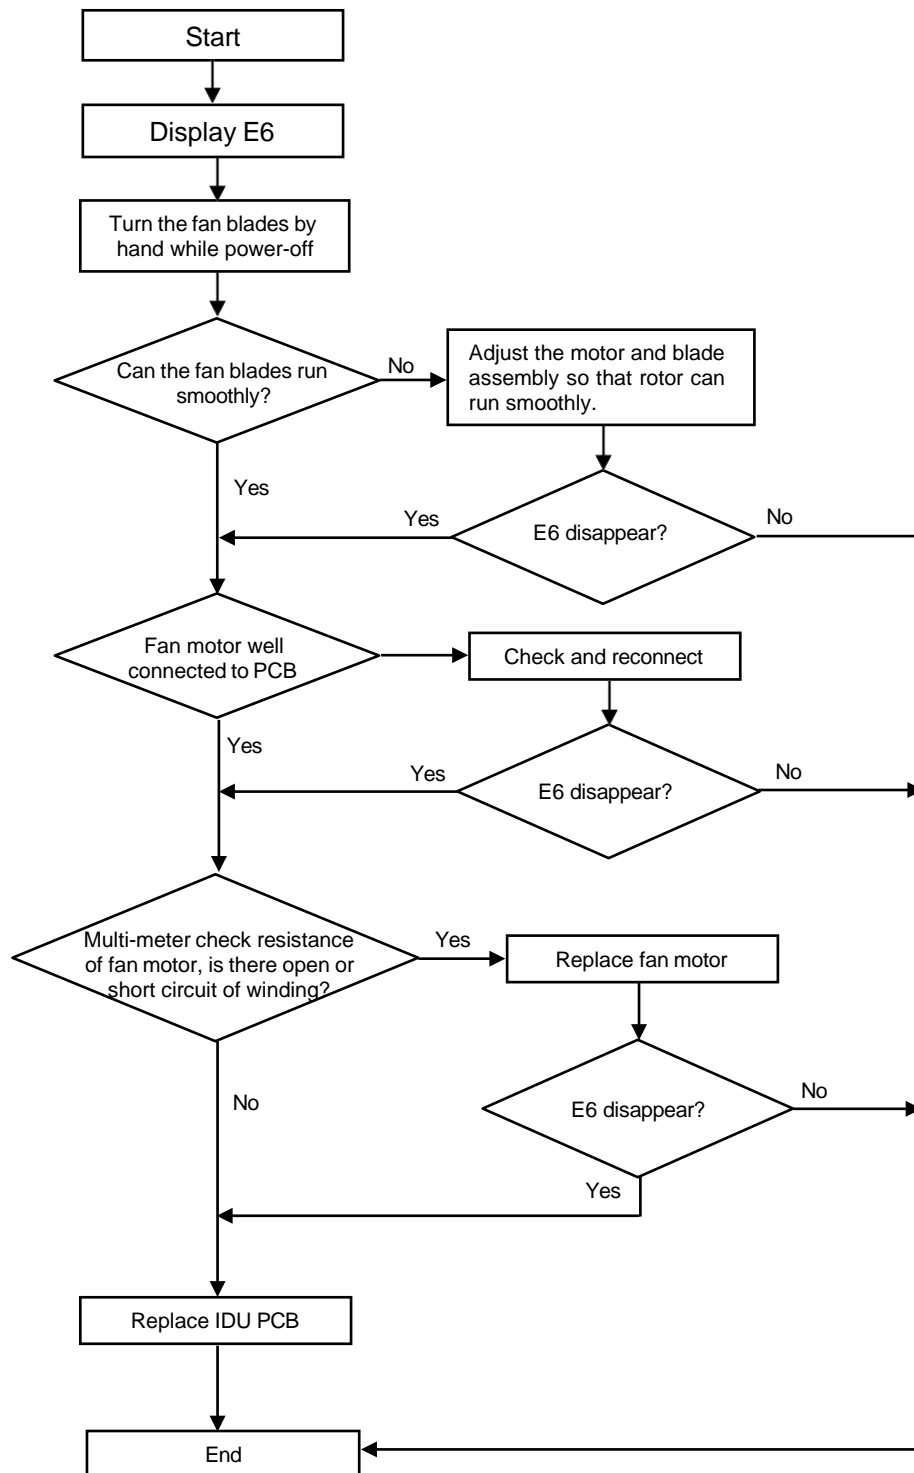 Start
Display E6
Turn the fan blades by
hand while power-off
Can the fan blades run
smoothly?
No
Adjust the motor and blade
assembly so that rotor can
run smoothly.
Yes
Yes
E6 disappear?
No
Fan motor well
connected to PCB
Check and reconnect
Yes
Yes
E6 disappear?
No
Multi-meter check resistance
of fan motor, is there open or
short circuit of winding?
Yes
Replace fan motor
No
E6 disappear?
No
Yes
Replace IDU PCB
End